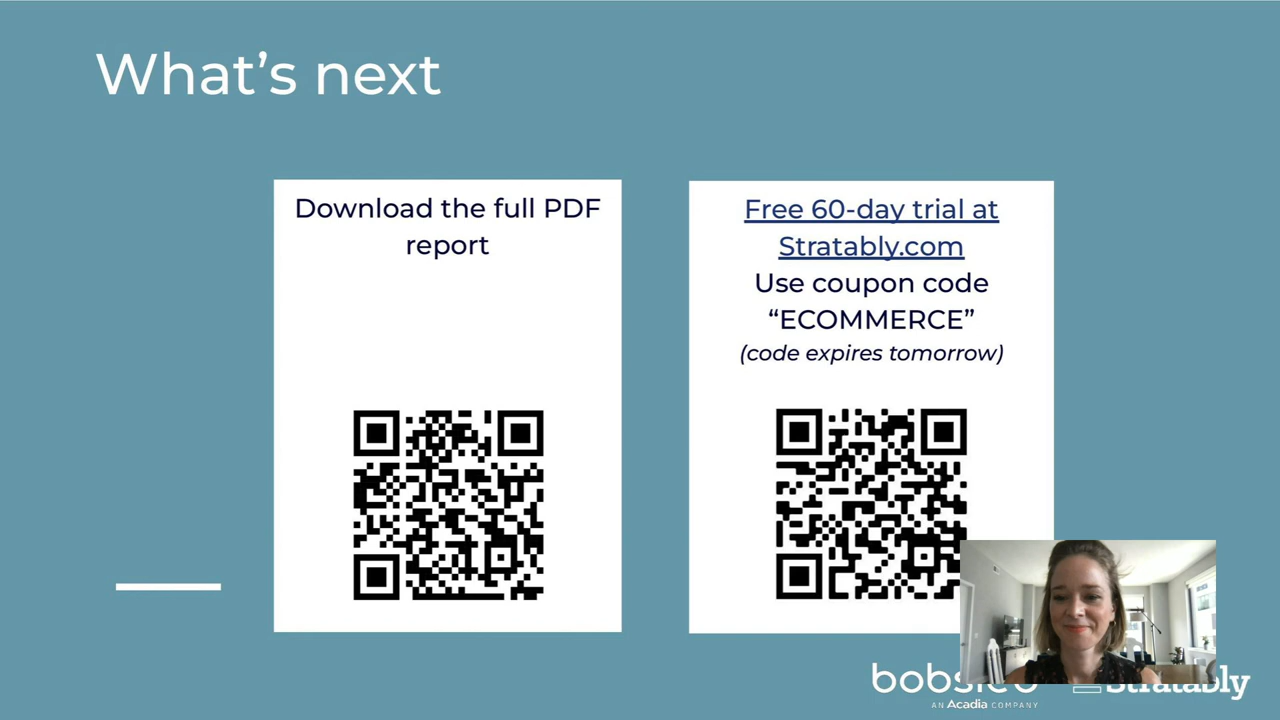 What's next
Download the full PDF
report
Free 60-day trial at
Stratably.com
Use coupon code
“ECOMMERCE”
(code expires tomorrow)
Stratably
AN Acadia COMPANY